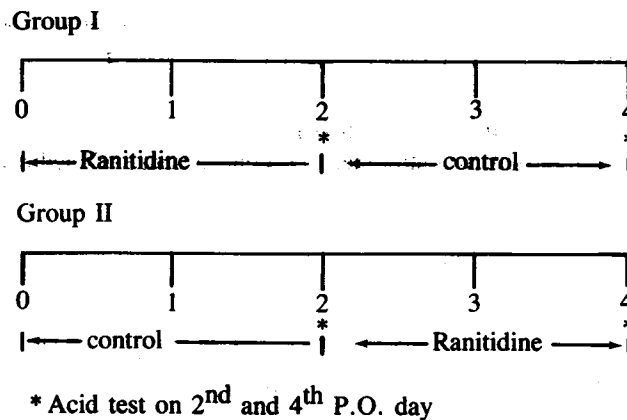 Group I
0 1 2 3 4
* *
Ranitidine control
Group II
0 1 2 3 4
* *
control Ranitidine
* Acid test on 2nd and 4th P.O. day